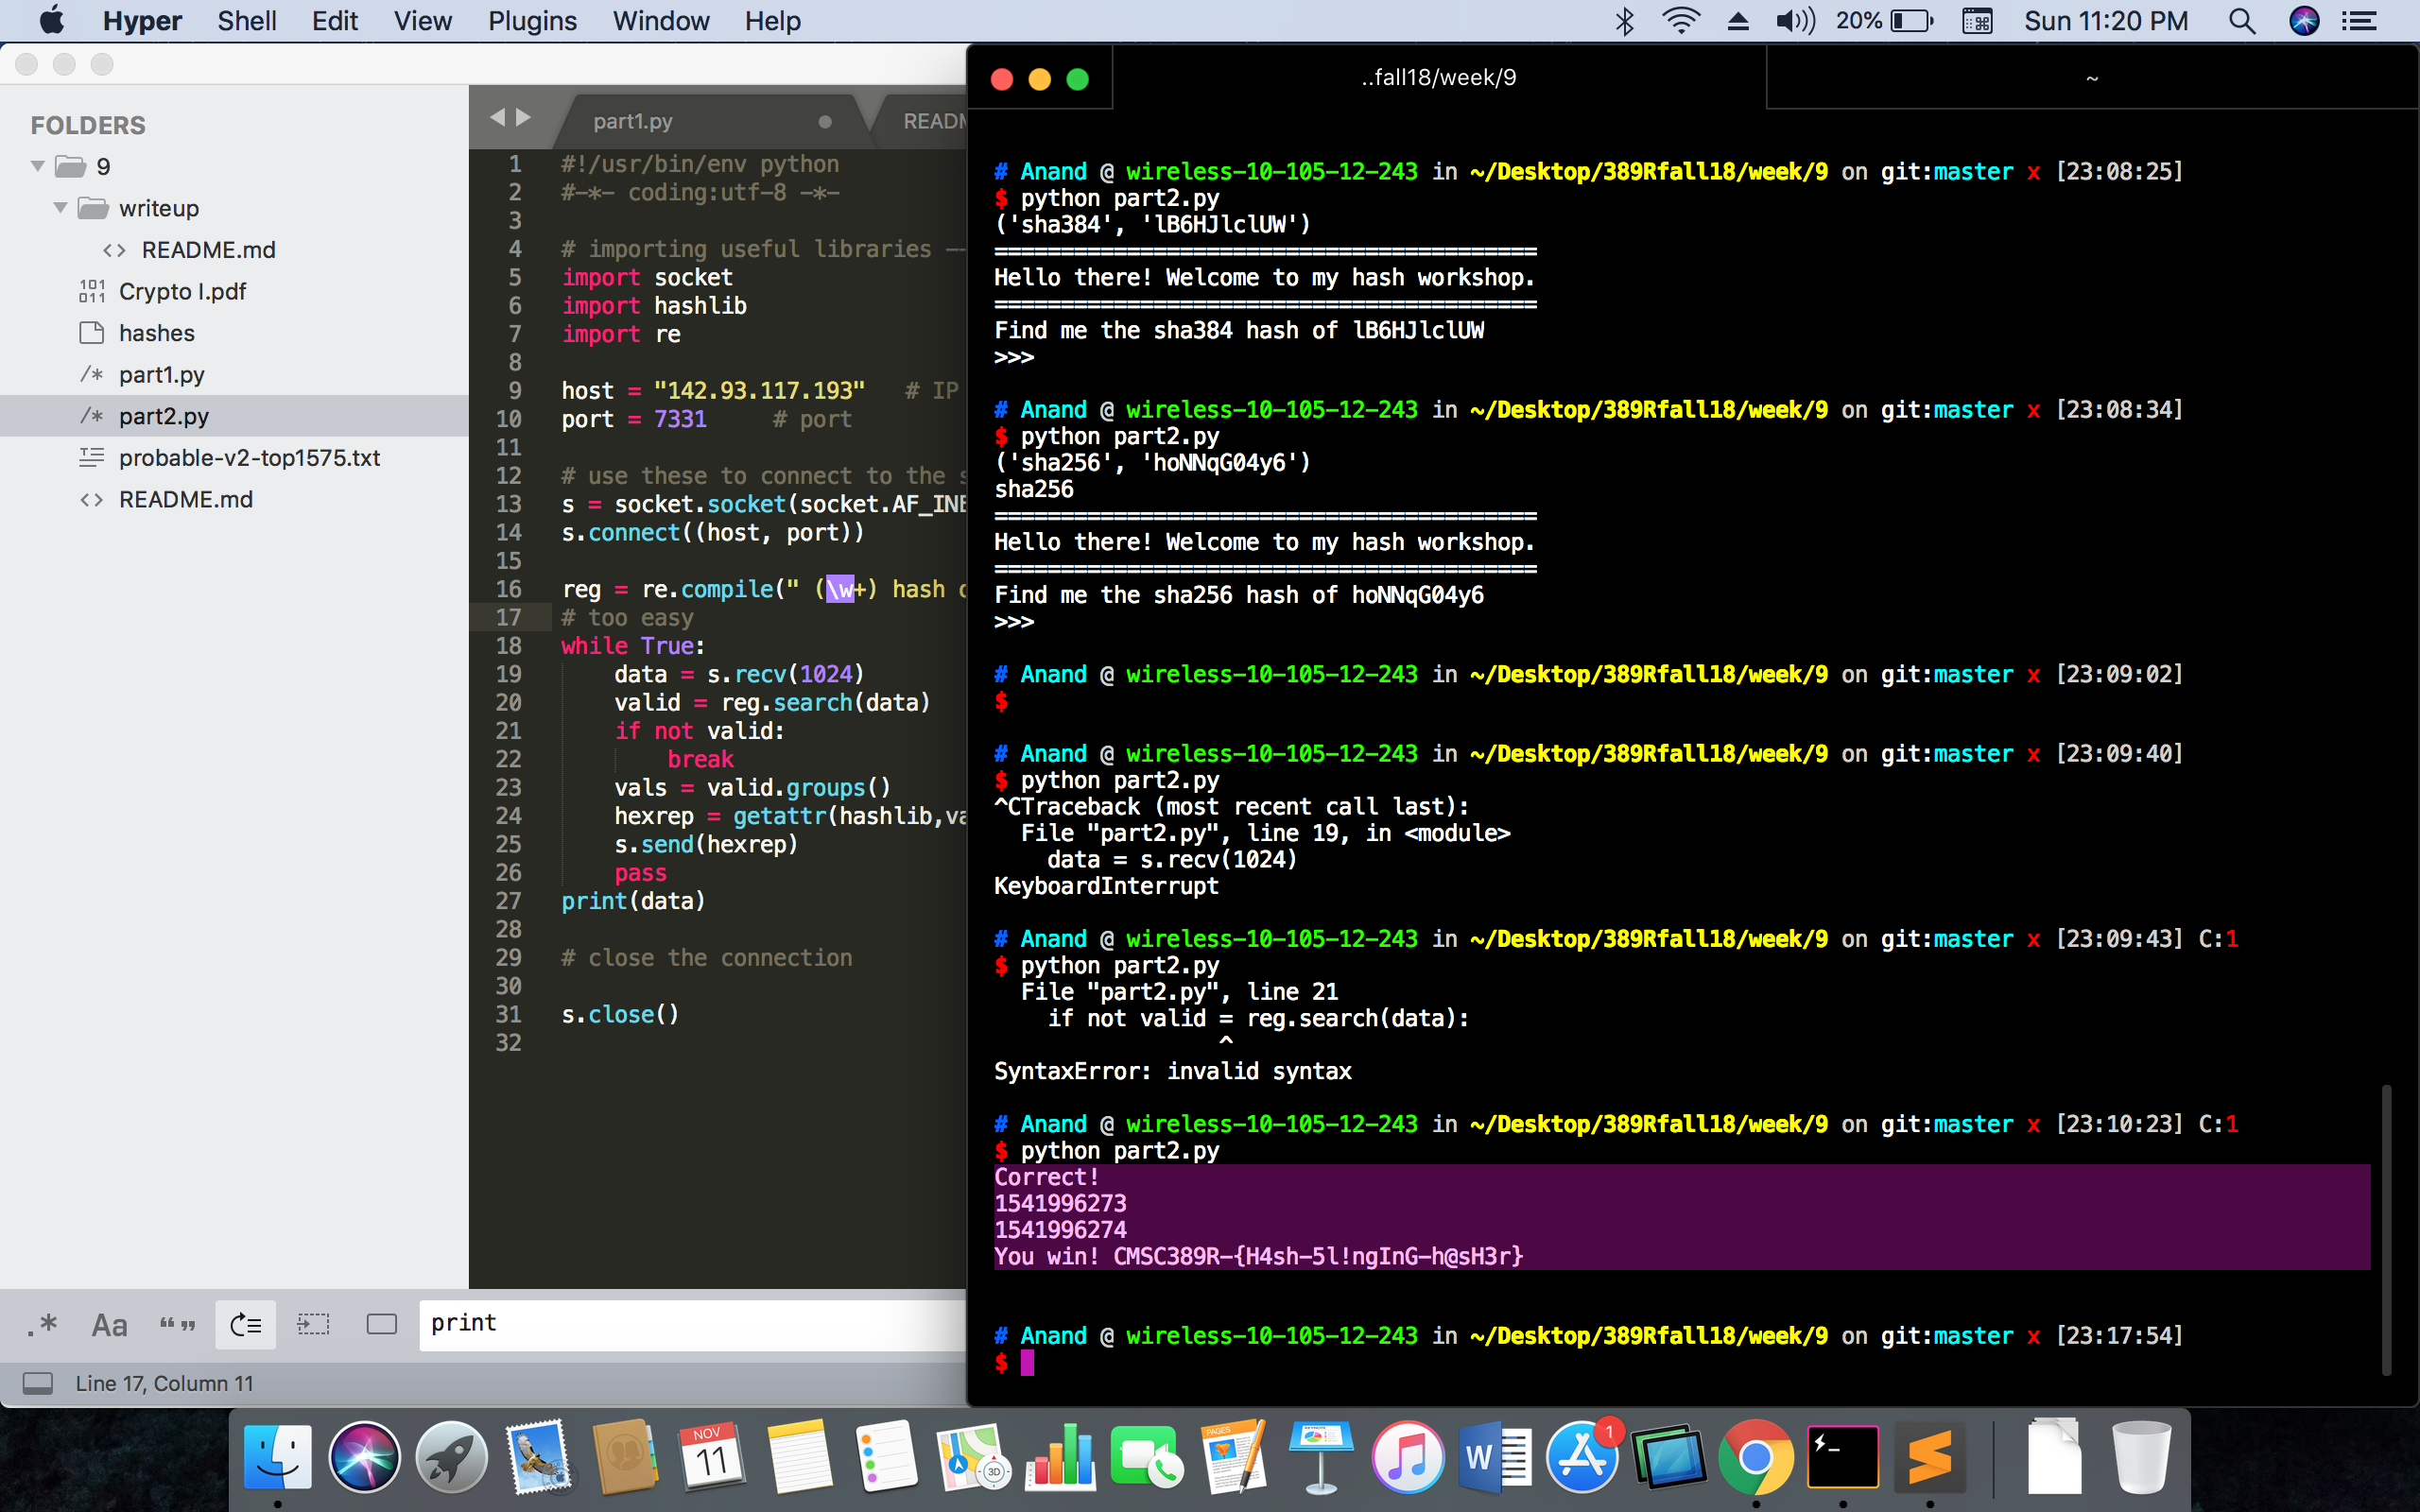 Hyper Shell Edit View Plugins Window Help 20% Sun 11:20 PM
FOLDERS
9
writeup
<> README.md
Crypto I.pdf
hashes
/* part1.py
/* part2.py
probable-v2-top1575.txt
<> README.md
part1.py READM
1 #!/usr/bin/env python
2 #-*- coding:utf-8 -*-
3
4 # importing useful libraries --
5 import socket
6 import hashlib
7 import re
8
9 host = "142.93.117.193" # IP
10 port = 7331 # port
11
12 # use these to connect to the s
13 s = socket.socket(socket.AF_INE
14 s.connect((host, port))
15
16 reg = re.compile(" (\w+) hash o
17 # too easy
18 while True:
19 data = s.recv(1024)
20 valid = reg.search(data)
21 if not valid:
22 break
23 vals = valid.groups()
24 hexrep = getattr(hashlib,va
25 s.send(hexrep)
26 pass
27 print(data)
28
29 # close the connection
30
31 s.close()
32
.* Aa “ ” print
Line 17, Column 11
..fall18/week/9 ~
# Anand @ wireless-10-105-12-243 in ~/Desktop/389Rfall18/week/9 on git:master x [23:08:25]
$ python part2.py
('sha384', 'lB6HJlclUW')
=========================================
Hello there! Welcome to my hash workshop.
=========================================
Find me the sha384 hash of lB6HJlclUW
>>>
# Anand @ wireless-10-105-12-243 in ~/Desktop/389Rfall18/week/9 on git:master x [23:08:34]
$ python part2.py
('sha256', 'hoNNqG04y6')
sha256
=========================================
Hello there! Welcome to my hash workshop.
=========================================
Find me the sha256 hash of hoNNqG04y6
>>>
# Anand @ wireless-10-105-12-243 in ~/Desktop/389Rfall18/week/9 on git:master x [23:09:02]
$
# Anand @ wireless-10-105-12-243 in ~/Desktop/389Rfall18/week/9 on git:master x [23:09:40]
$ python part2.py
^CTraceback (most recent call last):
File "part2.py", line 19, in <module>
data = s.recv(1024)
KeyboardInterrupt
# Anand @ wireless-10-105-12-243 in ~/Desktop/389Rfall18/week/9 on git:master x [23:09:43] C:1
$ python part2.py
File "part2.py", line 21
if not valid = reg.search(data):
^
SyntaxError: invalid syntax
# Anand @ wireless-10-105-12-243 in ~/Desktop/389Rfall18/week/9 on git:master x [23:10:23] C:1
$ python part2.py
Correct!
1541996273
1541996274
You win! CMSC389R-{H4sh-5l!ngInG-h@sH3r}
# Anand @ wireless-10-105-12-243 in ~/Desktop/389Rfall18/week/9 on git:master x [23:17:54]
$
NOV
11
3D
PAGES
W
1